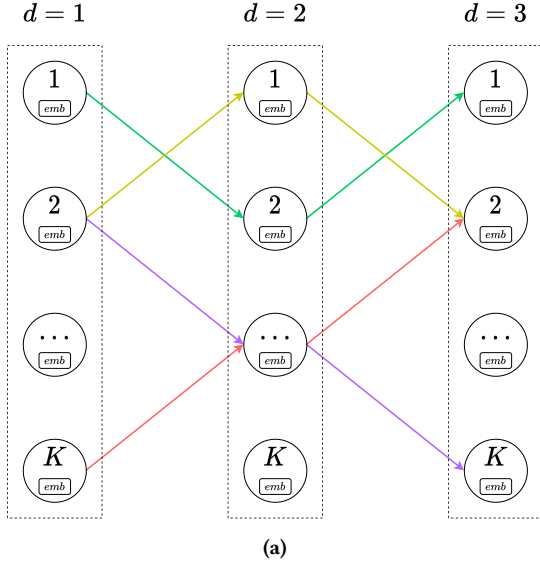 d = 1 d = 2 d = 3
1 1 1
emb emb emb
2 2 2
emb emb emb
... ... ...
emb emb emb
K K K
emb emb emb
(a)